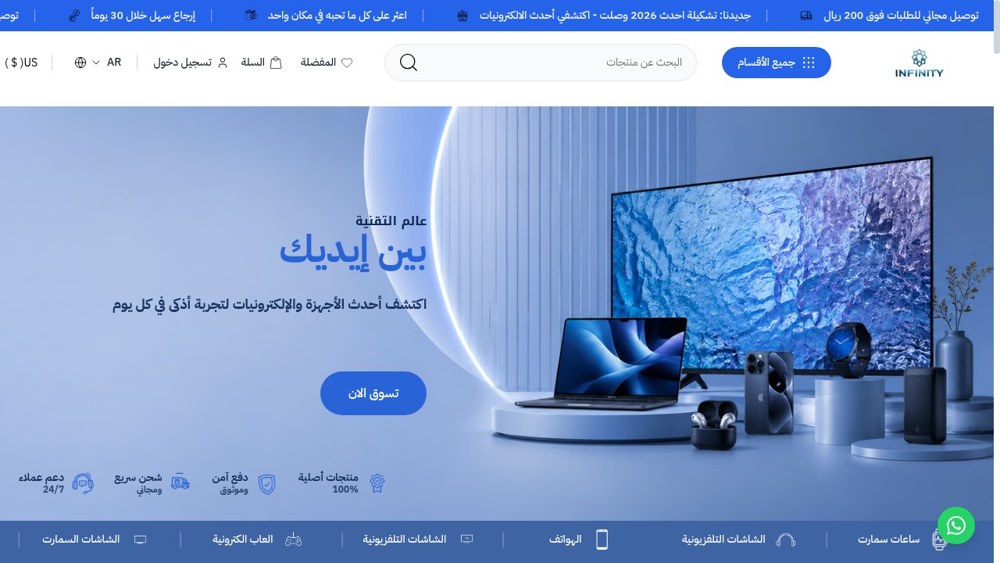 توصيل مجاني للطلبات فوق 200 ريال
جديدنا: تشكيلة احدث 2026 وصلت - اكتشفي أحدث الالكترونيات
اعثر على كل ما تحبه في مكان واحد
إرجاع سهل خلال 30 يوماً
INFINITY
جميع الأقسام
البحث عن منتجات
المفضلة
السلة
تسجيل دخول
AR
US( $ )
عالم التقنية
بين إيديك
اكتشف أحدث الأجهزة والإلكترونيات لتجربة أذكى في كل يوم
تسوق الان
منتجات أصلية
100%
دفع آمن
وموثوق
شحن سريع
ومجاني
دعم عملاء
24/7
ساعات سمارت
الشاشات التلفزيونية
الهواتف
الشاشات التلفزيونية
العاب الكترونية
الشاشات السمارت